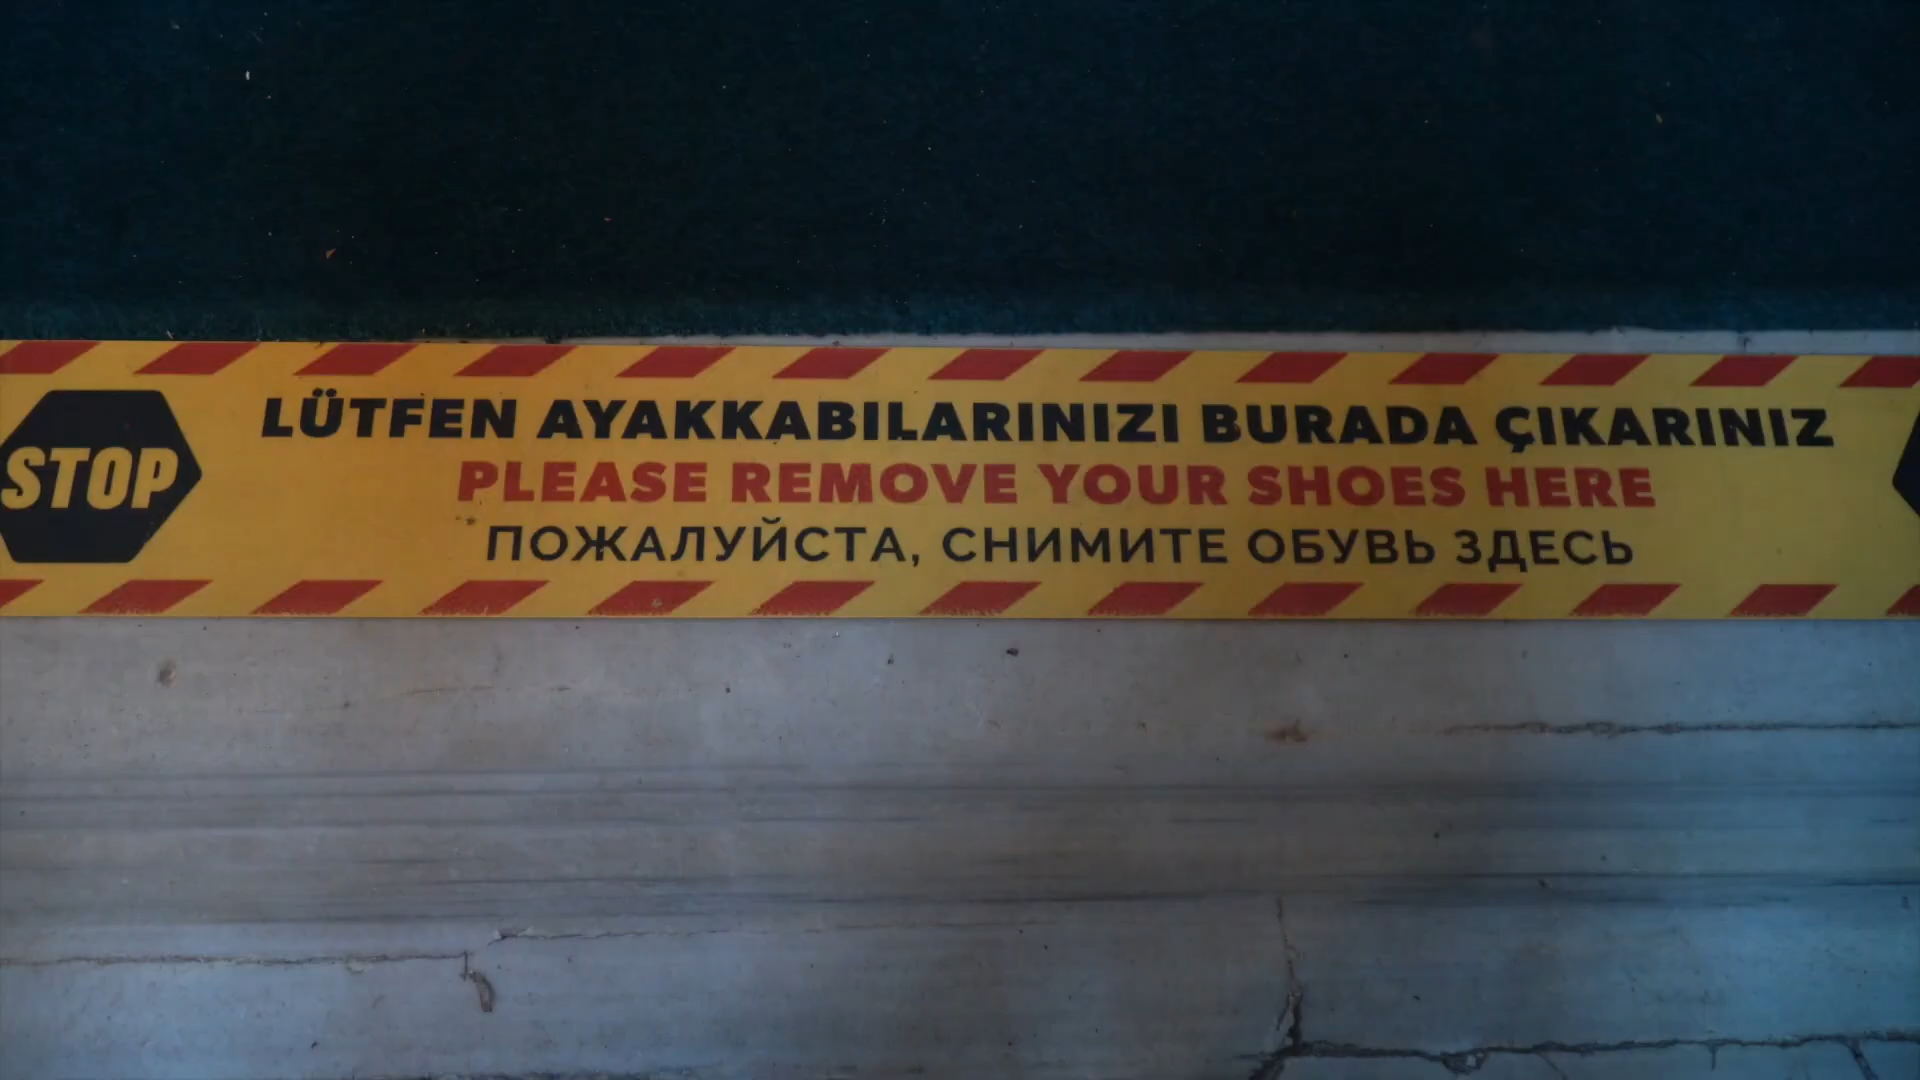 STOP
LÜTFEN AYAKKABILARINIZI BURADA ÇIKARINIZ
PLEASE REMOVE YOUR SHOES HERE
ПОЖАЛУЙСТА, СНИМИТЕ ОБУВЬ ЗДЕСЬ